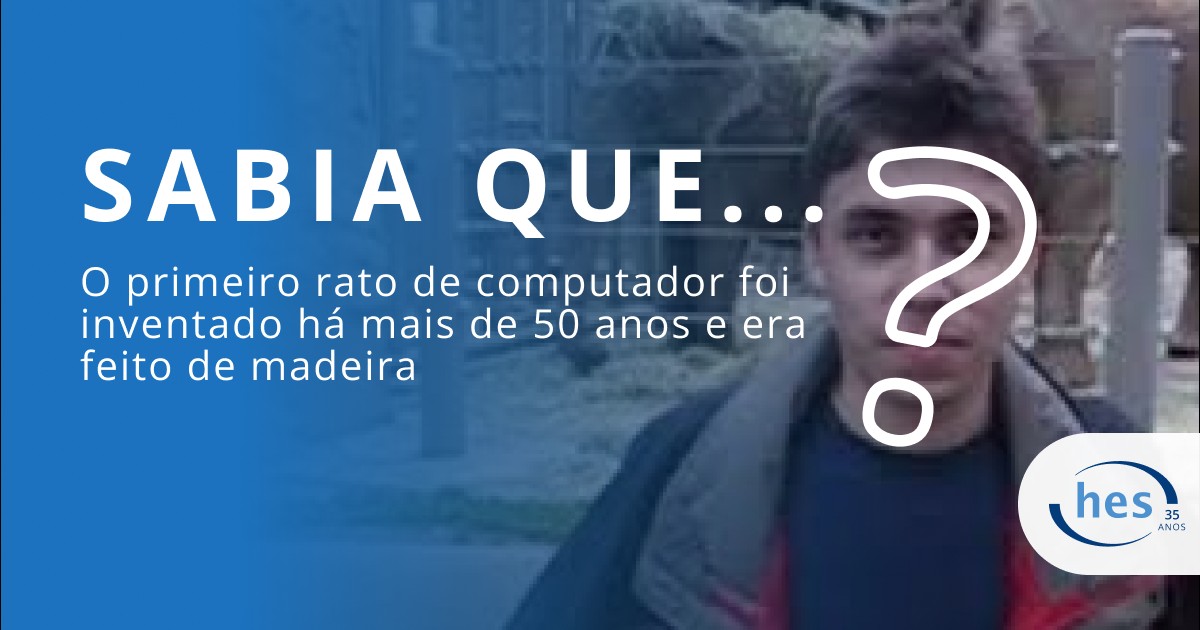 SABIA QUE...
?
O primeiro rato de computador foi
inventado há mais de 50 anos e era
feito de madeira
hes
35
ANOS